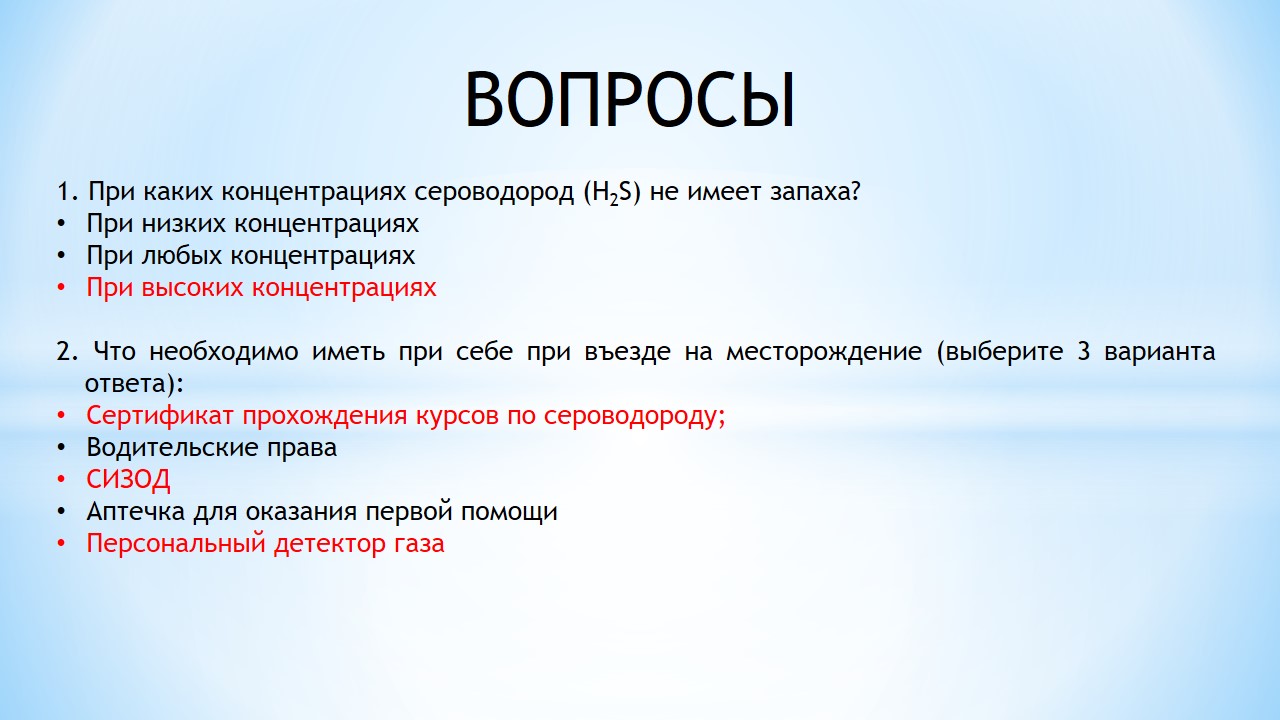 ВОПРОСЫ
1. При каких концентрациях сероводород (H₂S) не имеет запаха?
• При низких концентрациях
• При любых концентрациях
• При высоких концентрациях
2. Что необходимо иметь при себе при въезде на месторождение (выберите 3 варианта
ответа):
• Сертификат прохождения курсов по сероводороду;
• Водительские права
• СИЗОД
• Аптечка для оказания первой помощи
• Персональный детектор газа